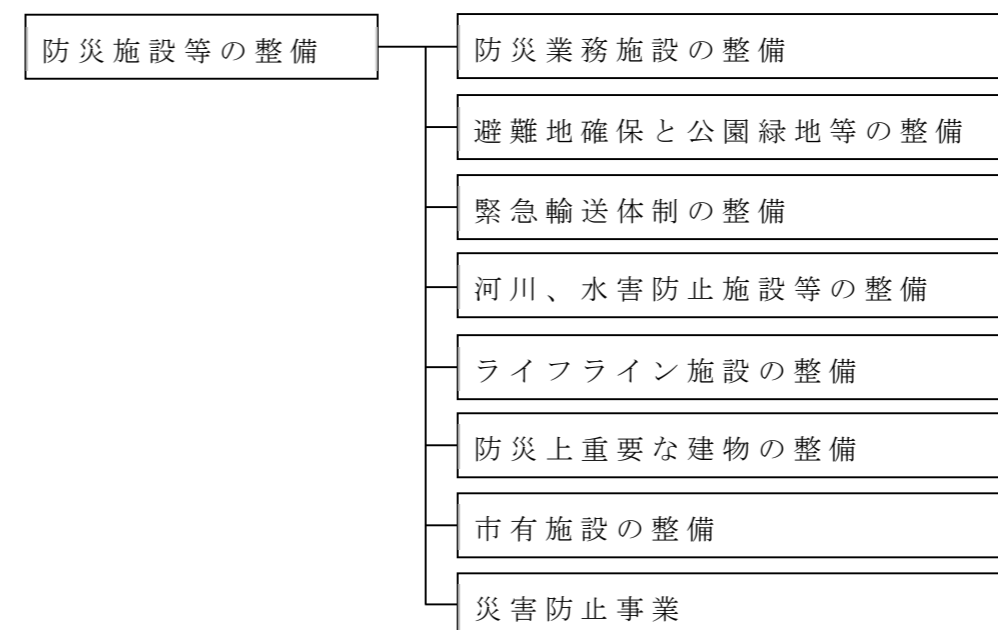 防災施設等の整備
防災業務施設の整備
避難地確保と公園緑地等の整備
緊急輸送体制の整備
河川、水害防止施設等の整備
ライフライン施設の整備
防災上重要な建物の整備
市有施設の整備
災害防止事業